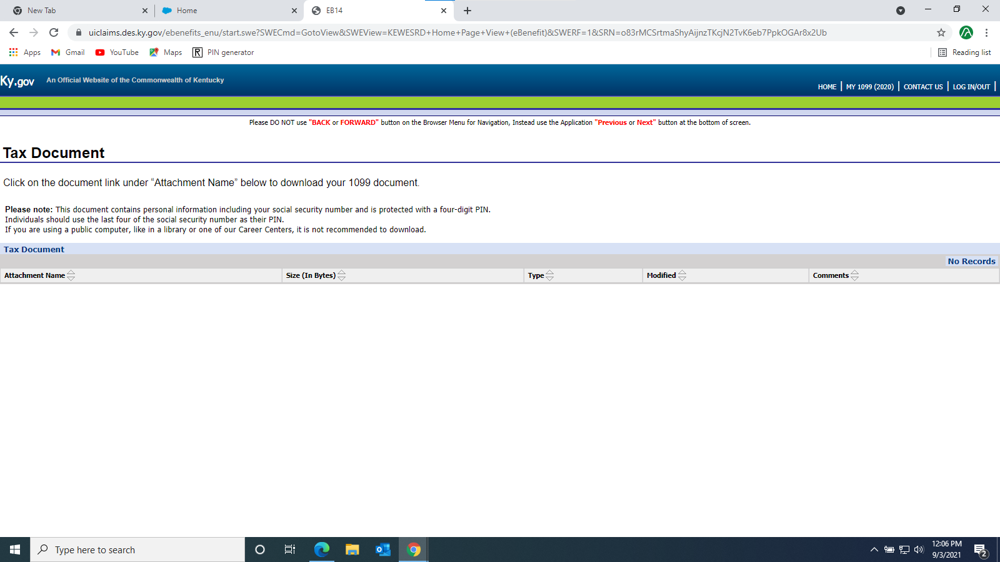 New Tab
Home
EB14
uiclaims.des.ky.gov/ebenefits_enu/start.swe?SWECmd=GotoView&SWEView=KEWESRD+Home+Page+View+(eBenefit)&SWERF=1&SRN=o83rMCSrtmaShyAijnzTKcjN2TvK6eb7PpkOGAr8x2Ub
Apps
Gmail
YouTube
Maps
R PIN generator
Reading list
Ky.gov
An Official Website of the Commonwealth of Kentucky
HOME | MY 1099 (2020) | CONTACT US | LOG IN/OUT |
Please DO NOT use "BACK or FORWARD" button on the Browser Menu for Navigation, Instead use the Application "Previous or Next" button at the bottom of screen.
Tax Document
Click on the document link under “Attachment Name” below to download your 1099 document.
Please note: This document contains personal information including your social security number and is protected with a four-digit PIN.
Individuals should use the last four of the social security number as their PIN.
If you are using a public computer, like in a library or one of our Career Centers, it is not recommended to download.
Tax Document
No Records
Attachment Name
Size (In Bytes)
Type
Modified
Comments
Type here to search
12:06 PM
9/3/2021
2